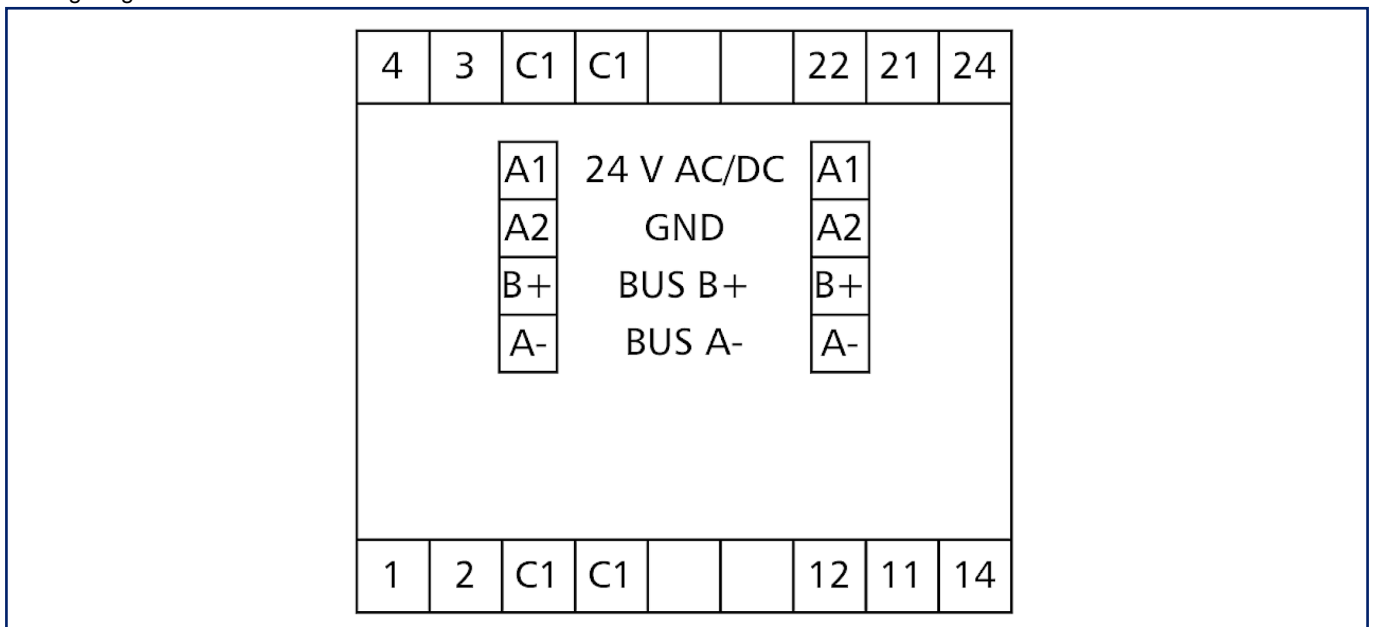 4 3 C1 C1 22 21 24
A1 24 V AC/DC A1
A2 GND A2
B+ BUS B+ B+
A- BUS A- A-
1 2 C1 C1 12 11 14